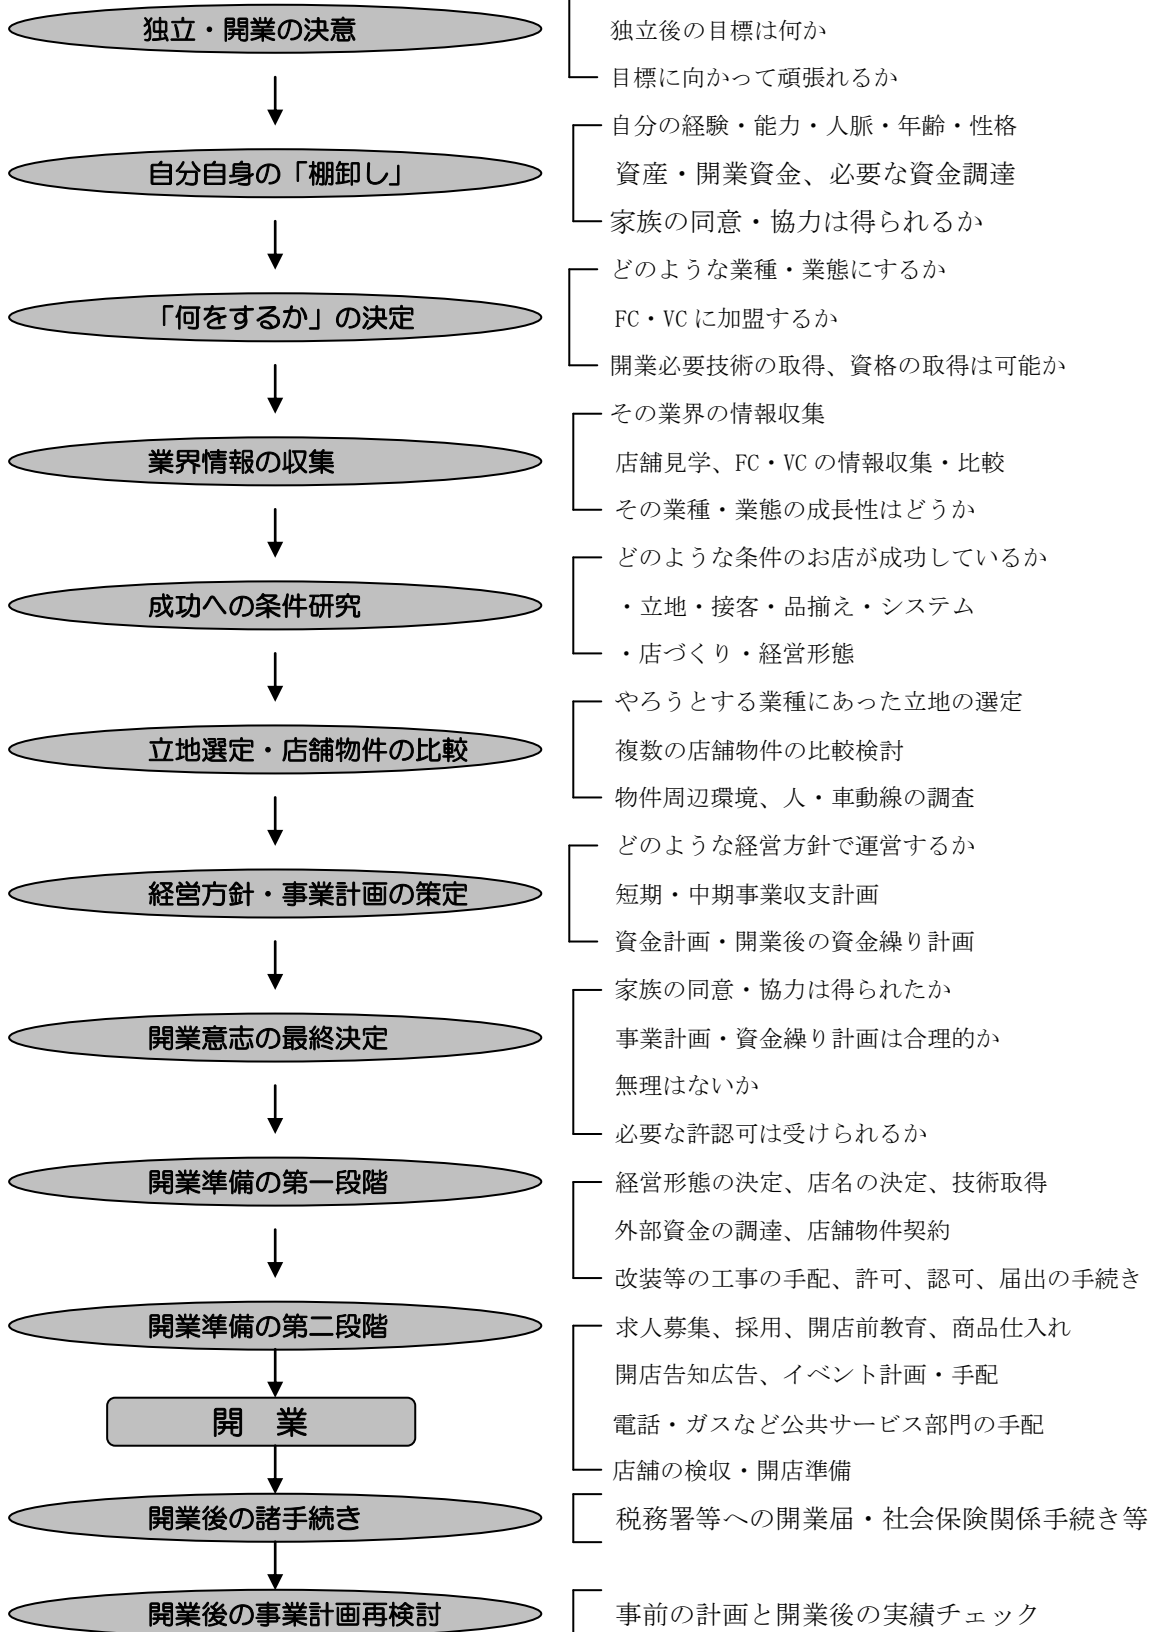 独立・開業の決意
独立後の目標は何か
目標に向かって頑張れるか
自分自身の「棚卸し」
自分の経験・能力・人脈・年齢・性格
資産・開業資金、必要な資金調達
家族の同意・協力は得られるか
「何をするか」の決定
どのような業種・業態にするか
FC・VCに加盟するか
開業必要技術の取得、資格の取得は可能か
業界情報の収集
その業界の情報収集
店舗見学、FC・VCの情報収集・比較
その業種・業態の成長性はどうか
成功への条件研究
どのような条件のお店が成功しているか
・立地・接客・品揃え・システム
・店づくり・経営形態
立地選定・店舗物件の比較
やろうとする業種にあった立地の選定
複数の店舗物件の比較検討
物件周辺環境、人・車動線の調査
経営方針・事業計画の策定
どのような経営方針で運営するか
短期・中期事業収支計画
資金計画・開業後の資金繰り計画
開業意志の最終決定
家族の同意・協力は得られたか
事業計画・資金繰り計画は合理的か
無理はないか
必要な許認可は受けられるか
開業準備の第一段階
経営形態の決定、店名の決定、技術取得
外部資金の調達、店舗物件契約
改装等の工事の手配、許可、認可、届出の手続き
開業準備の第二段階
求人募集、採用、開店前教育、商品仕入れ
開店告知広告、イベント計画・手配
電話・ガスなど公共サービス部門の手配
店舗の検収・開店準備
開 業
開業後の諸手続き
税務署等への開業届・社会保険関係手続き等
開業後の事業計画再検討
事前の計画と開業後の実績チェック